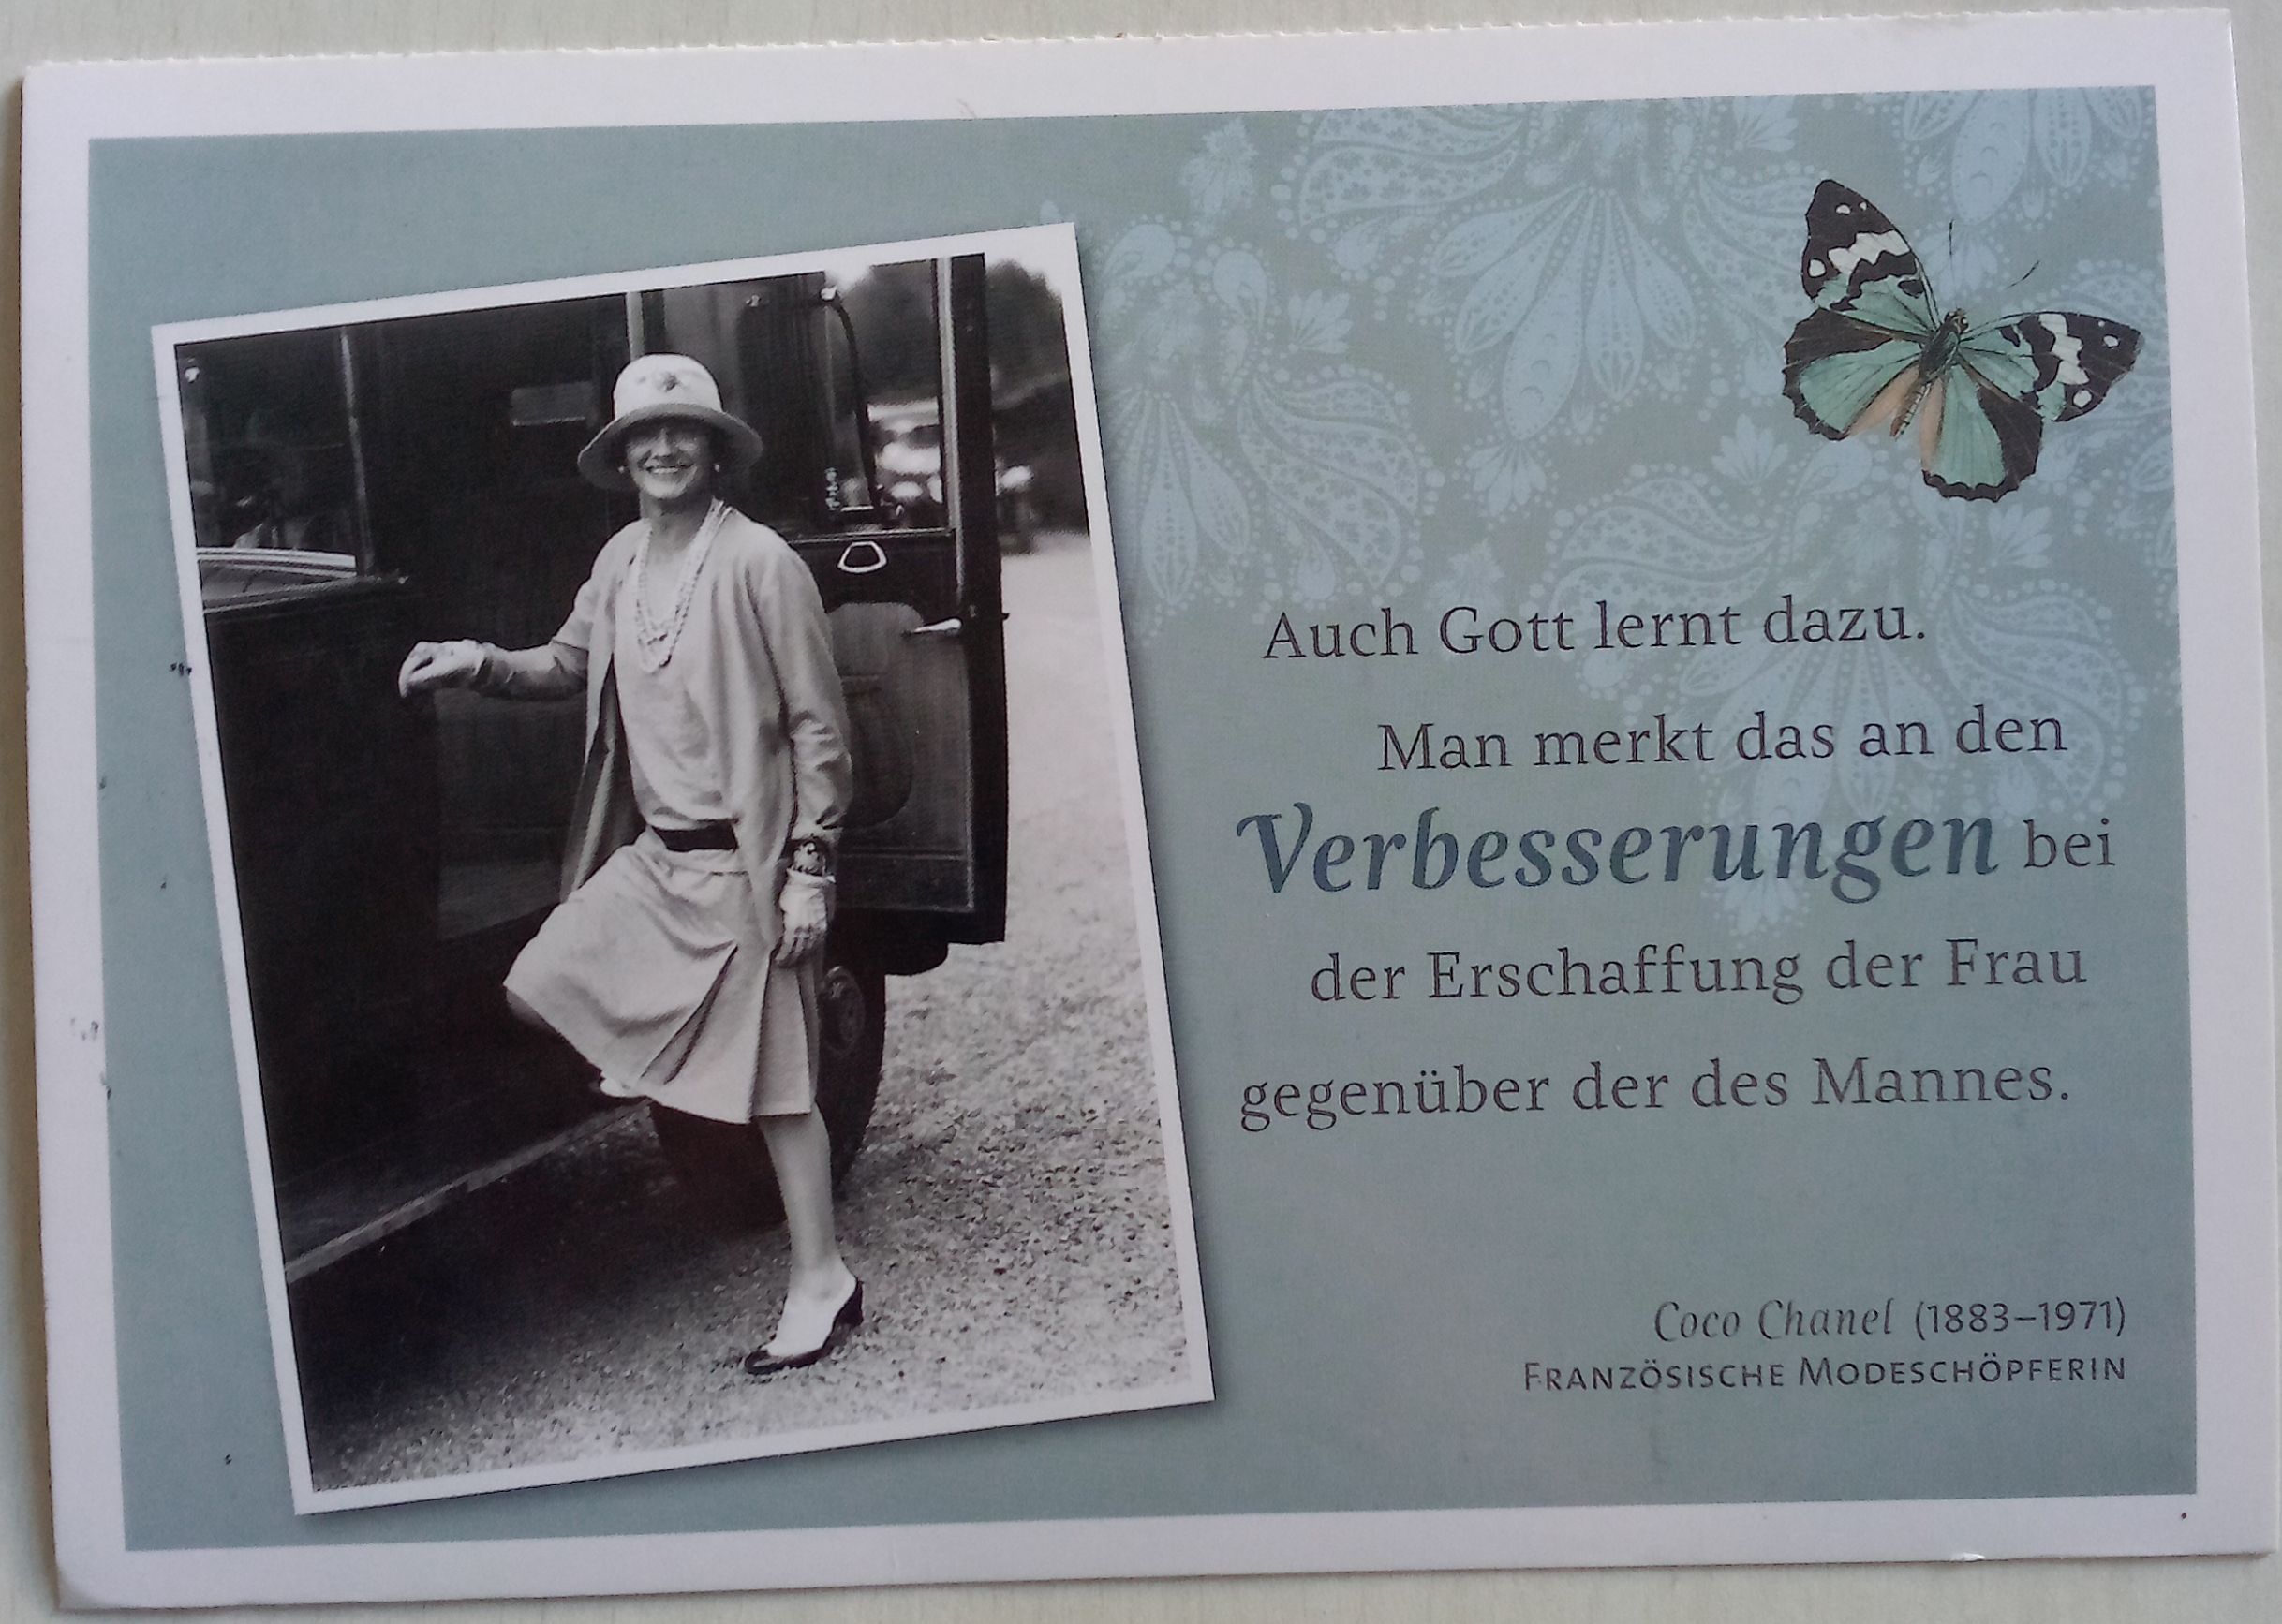 Auch Gott lernt dazu.
Man merkt das an den
Verbesserungen bei
der Erschaffung der Frau
gegenüber der des Mannes.
Coco Chanel (1883–1971)
FRANZÖSISCHE MODESCHÖPFERIN